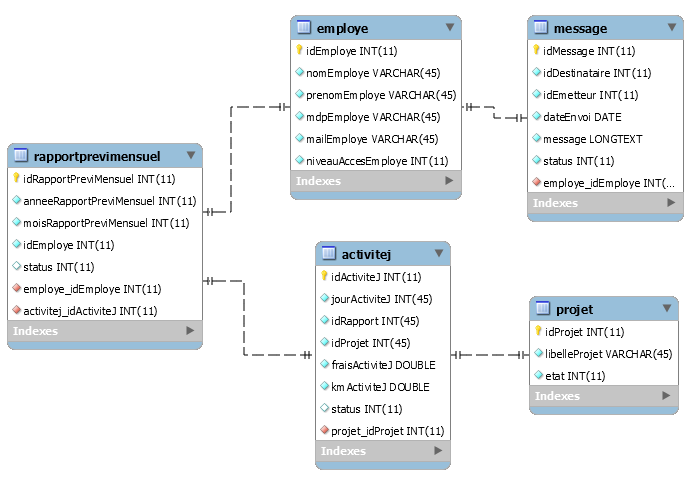 employe
idEmploye INT(11)
nomEmploye VARCHAR(45)
prenomEmploye VARCHAR(45)
mdpEmploye VARCHAR(45)
mailEmploye VARCHAR(45)
niveauAccesEmploye INT(11)
Indexes
message
idMessage INT(11)
idDestinataire INT(11)
idEmetteur INT(11)
dateEnvoi DATE
message LONGTEXT
status INT(11)
employe_idEmploye INT(...
Indexes
rapportprevimensuel
idRapportPreviMensuel INT(11)
anneeRapportPreviMensuel INT(11)
moisRapportPreviMensuel INT(11)
idEmploye INT(11)
status INT(11)
employe_idEmploye INT(11)
activitej_idActiviteJ INT(11)
Indexes
activitej
idActiviteJ INT(11)
jourActiviteJ INT(45)
idRapport INT(45)
idProjet INT(45)
fraisActiviteJ DOUBLE
kmActiviteJ DOUBLE
status INT(11)
projet_idProjet INT(11)
Indexes
projet
idProjet INT(11)
libelleProjet VARCHAR(45)
etat INT(11)
Indexes